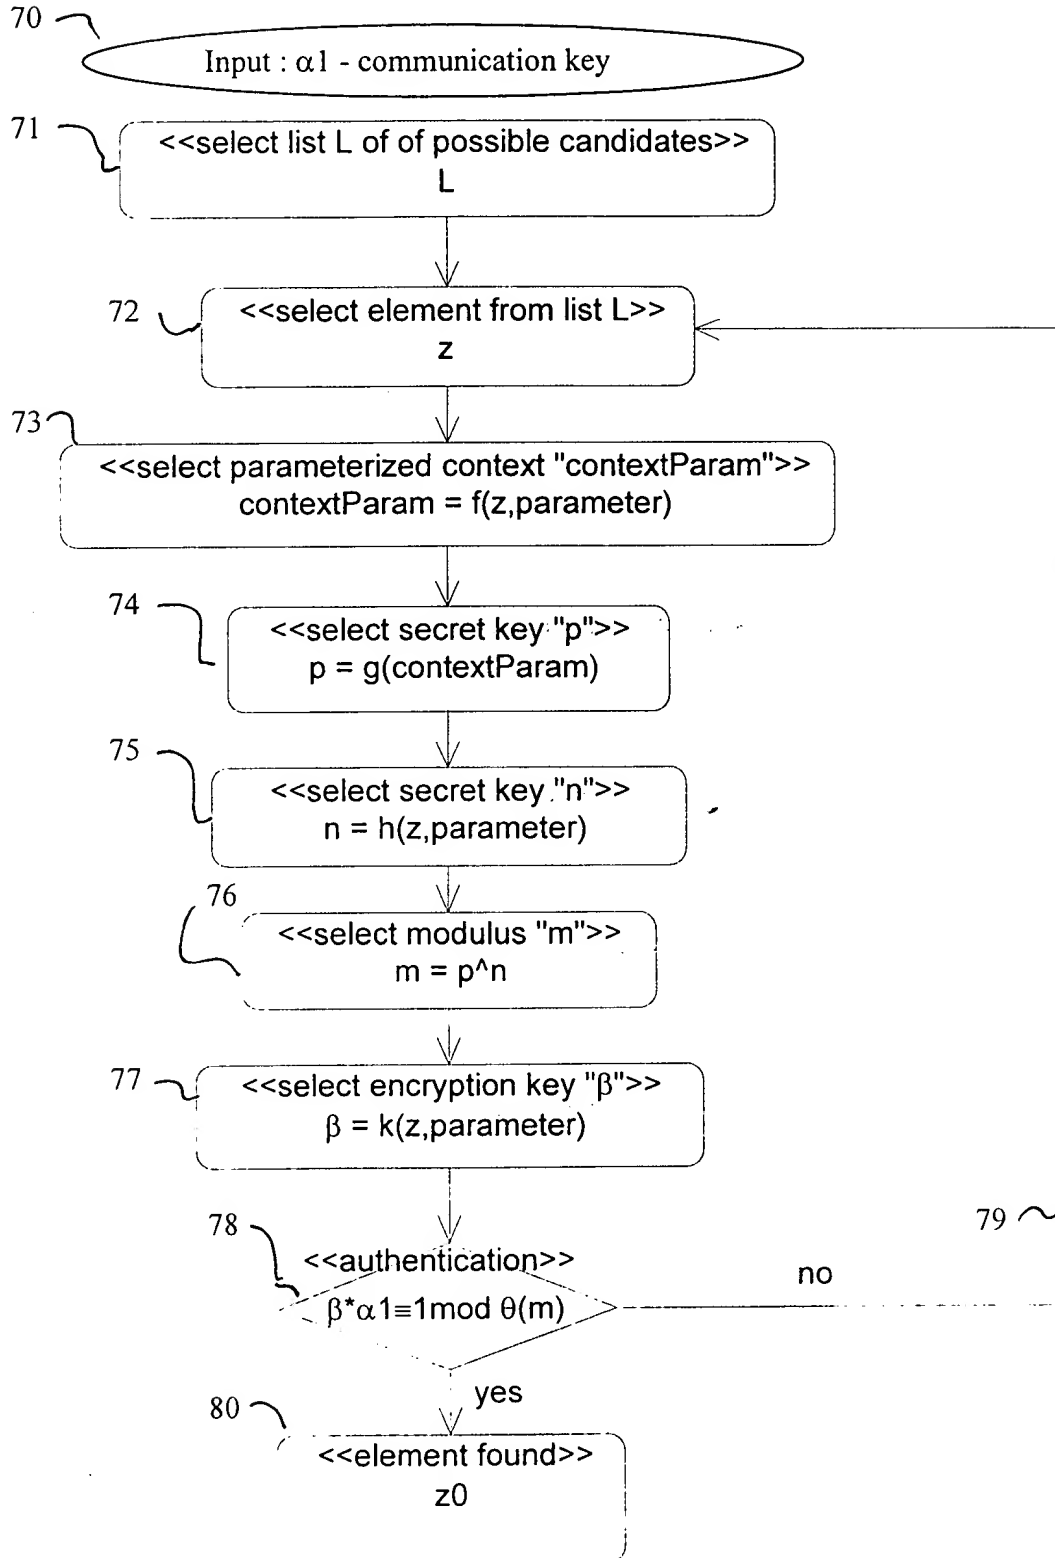 70
Input : α1 - communication key
71
<<select list L of of possible candidates>>
L
72
<<select element from list L>>
z
73
<<select parameterized context "contextParam">>
contextParam = f(z,parameter)
74
<<select secret key "p">>
p = g(contextParam)
75
<<select secret key "n">>
n = h(z,parameter)
76
<<select modulus "m">>
m = p^n
77
<<select encryption key "β">>
β = k(z,parameter)
78
79
<<authentication>>
no
β*α1≡1mod θ(m)
yes
80
<<element found>>
z0